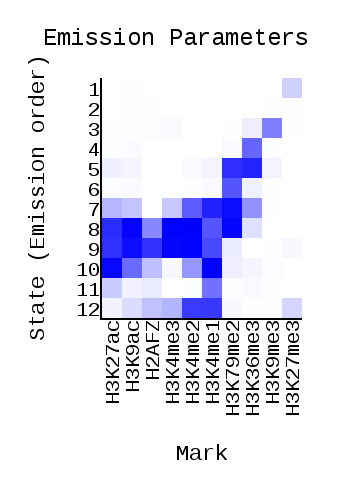 Emission Parameters
State (Emission order)
1
2
3
4
5
6
7
8
9
10
11
12
H3K27ac
H3K9ac
H2AFZ
H3K4me3
H3K4me2
H3K4me1
H3K79me2
H3K36me3
H3K9me3
H3K27me3
Mark